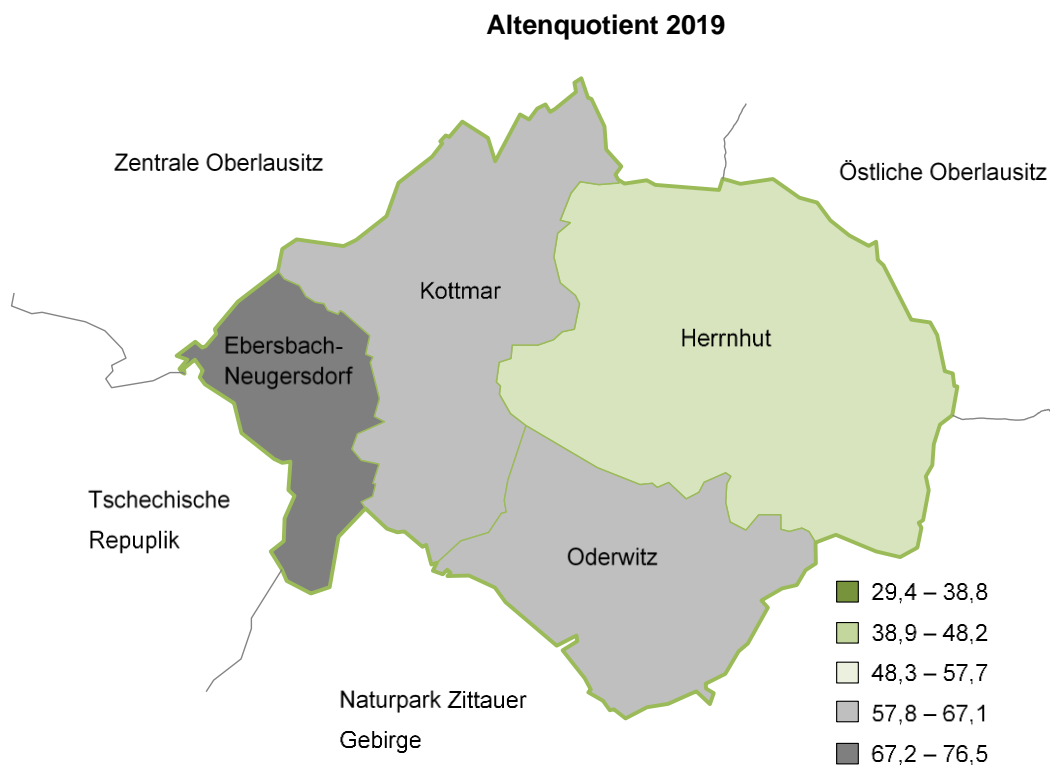 Altenquotient 2019
Zentrale Oberlausitz
Östliche Oberlausitz
Kottmar
Herrnhut
Ebersbach-
Neugersdorf
Tschechische
Repuplik
Oderwitz
Naturpark Zittauer
Gebirge
29,4 – 38,8
38,9 – 48,2
48,3 – 57,7
57,8 – 67,1
67,2 – 76,5